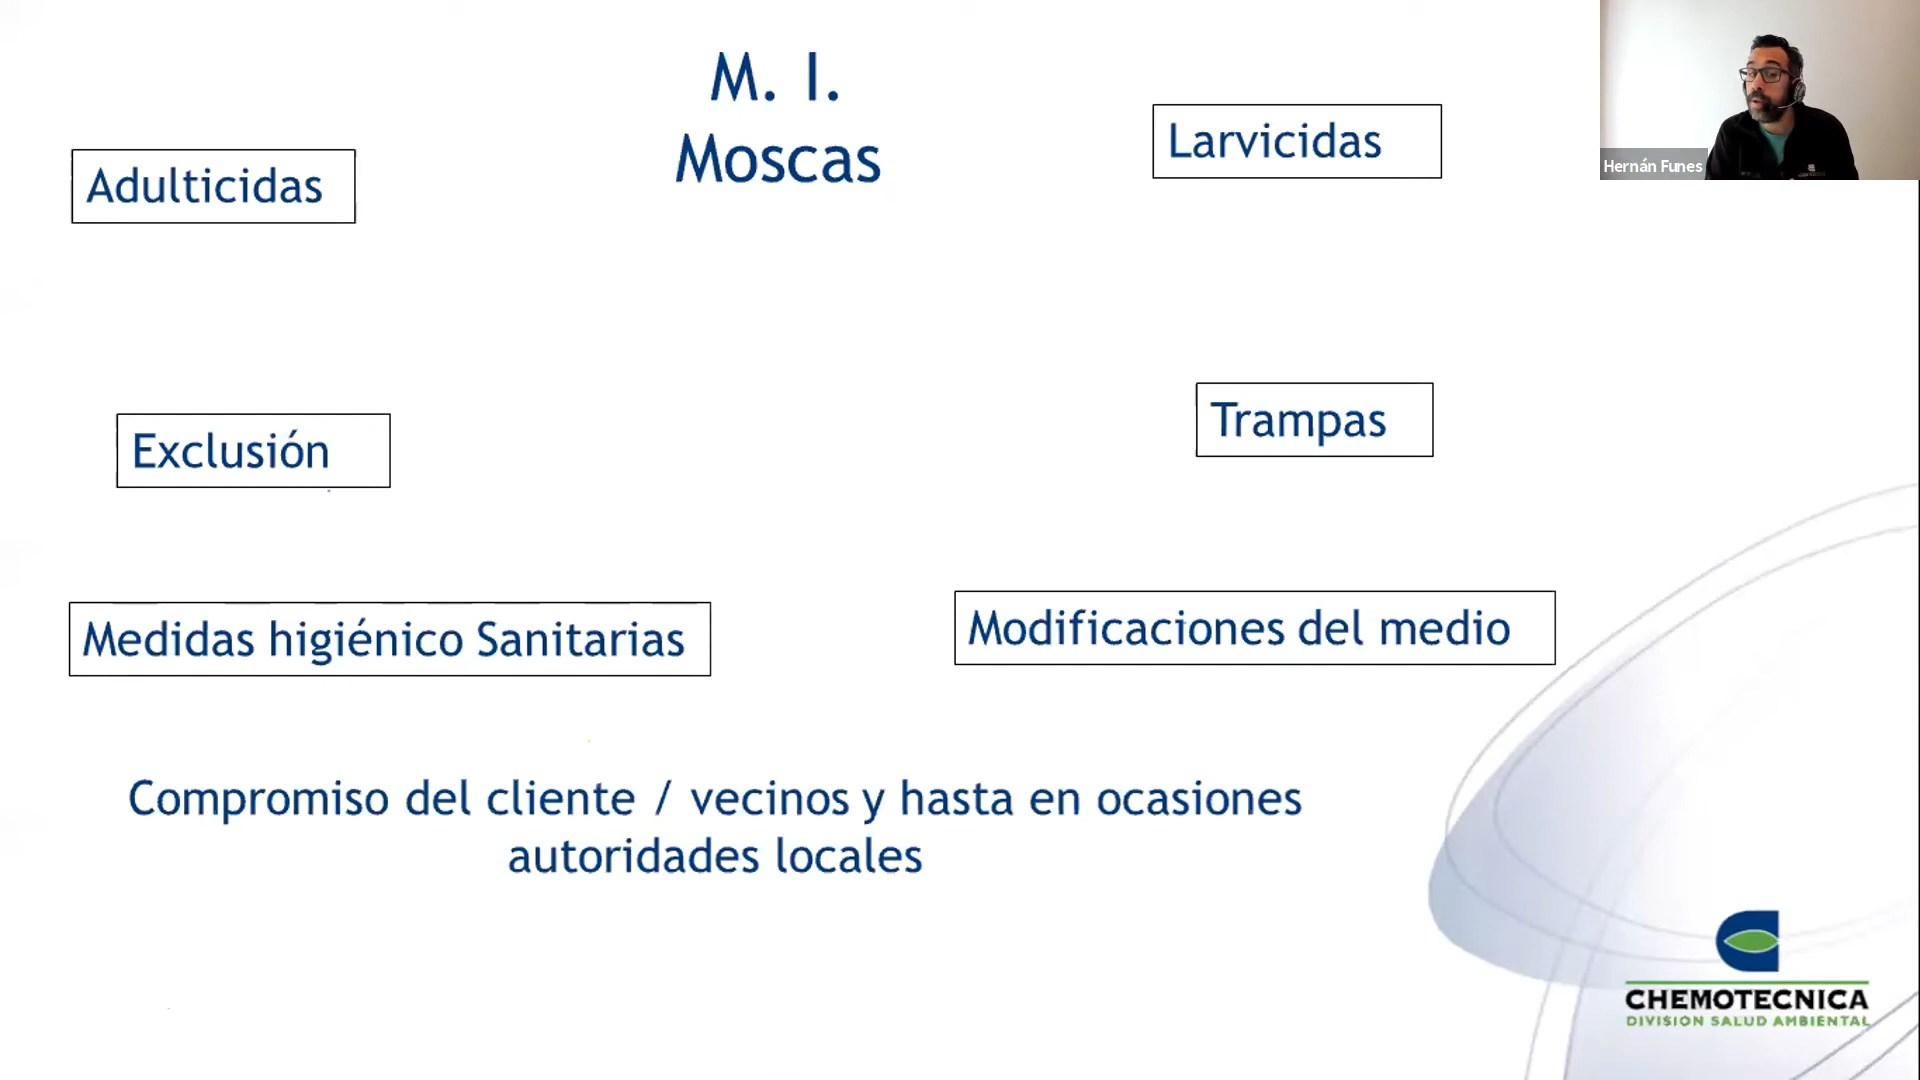 M. I.
Moscas
Larvicidas
Hernán Funes
Adulticidas
Trampas
Exclusión
Modificaciones del medio
Medidas higiénico Sanitarias
Compromiso del cliente / vecinos y hasta en ocasiones
autoridades locales
CHEMOTECNICA
DIVISION SALUD AMBIENTAL